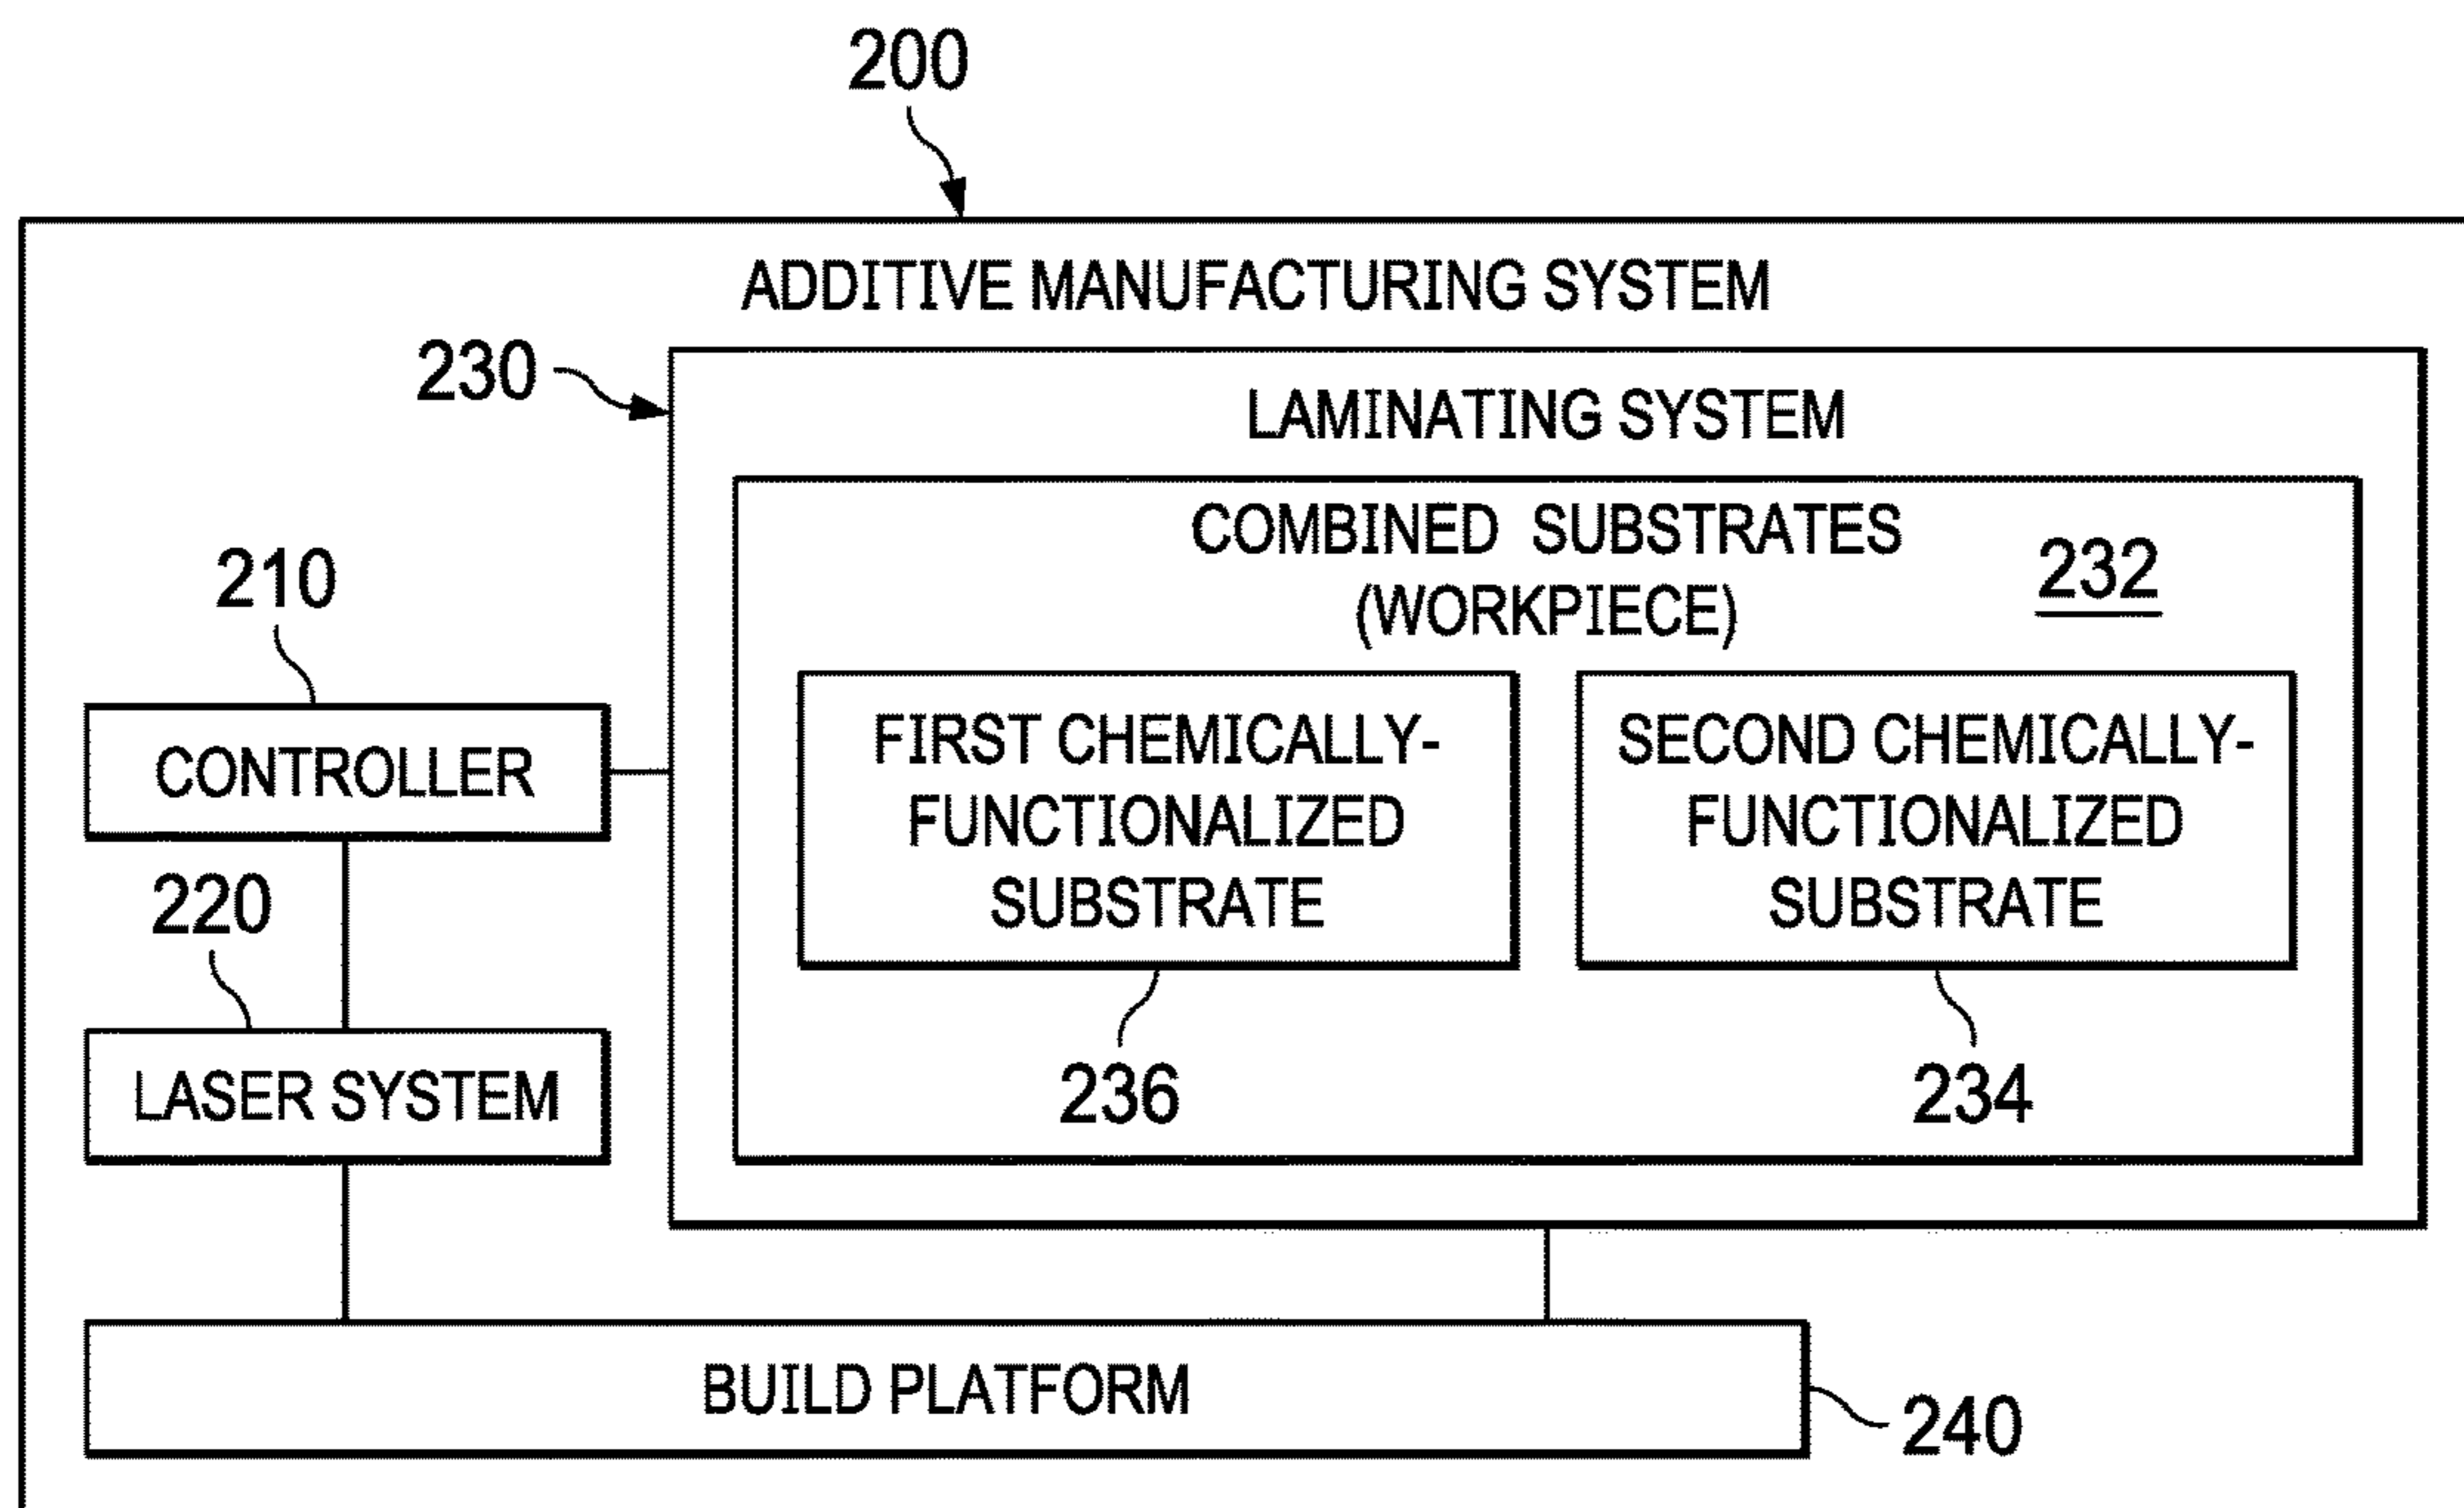 200
ADDITIVE MANUFACTURING SYSTEM
230
LAMINATING SYSTEM
COMBINED SUBSTRATES
(WORKPIECE)
232
210
CONTROLLER
FIRST CHEMICALLY-
FUNCTIONALIZED
SUBSTRATE
SECOND CHEMICALLY-
FUNCTIONALIZED
SUBSTRATE
220
LASER SYSTEM
236
234
BUILD PLATFORM
240